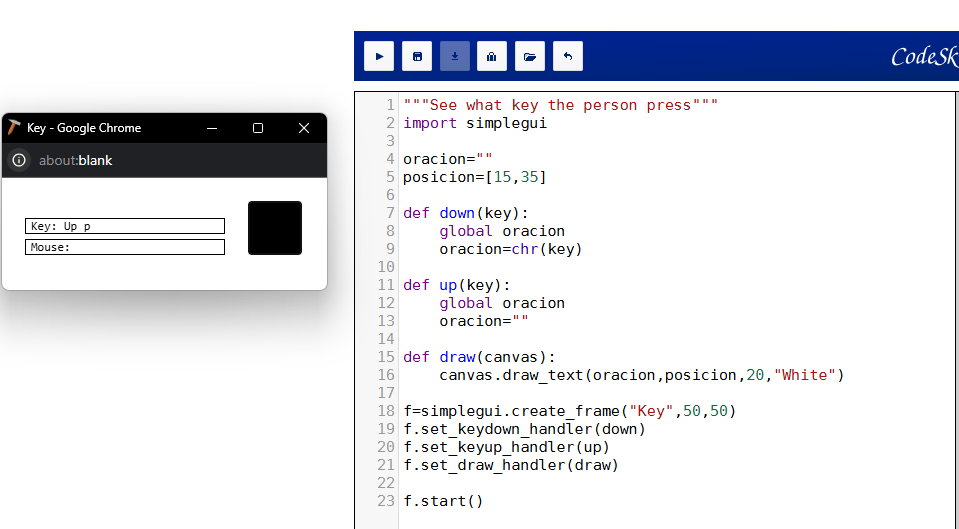 CodeSk
Key - Google Chrome
about:blank
Key: Up p
Mouse:
1 """See what key the person press"""
2 import simplegui
3
4 oracion=""
5 posicion=[15,35]
6
7 def down(key):
8     global oracion
9     oracion=chr(key)
10
11 def up(key):
12     global oracion
13     oracion=""
14
15 def draw(canvas):
16     canvas.draw_text(oracion,posicion,20,"White")
17
18 f=simplegui.create_frame("Key",50,50)
19 f.set_keydown_handler(down)
20 f.set_keyup_handler(up)
21 f.set_draw_handler(draw)
22
23 f.start()